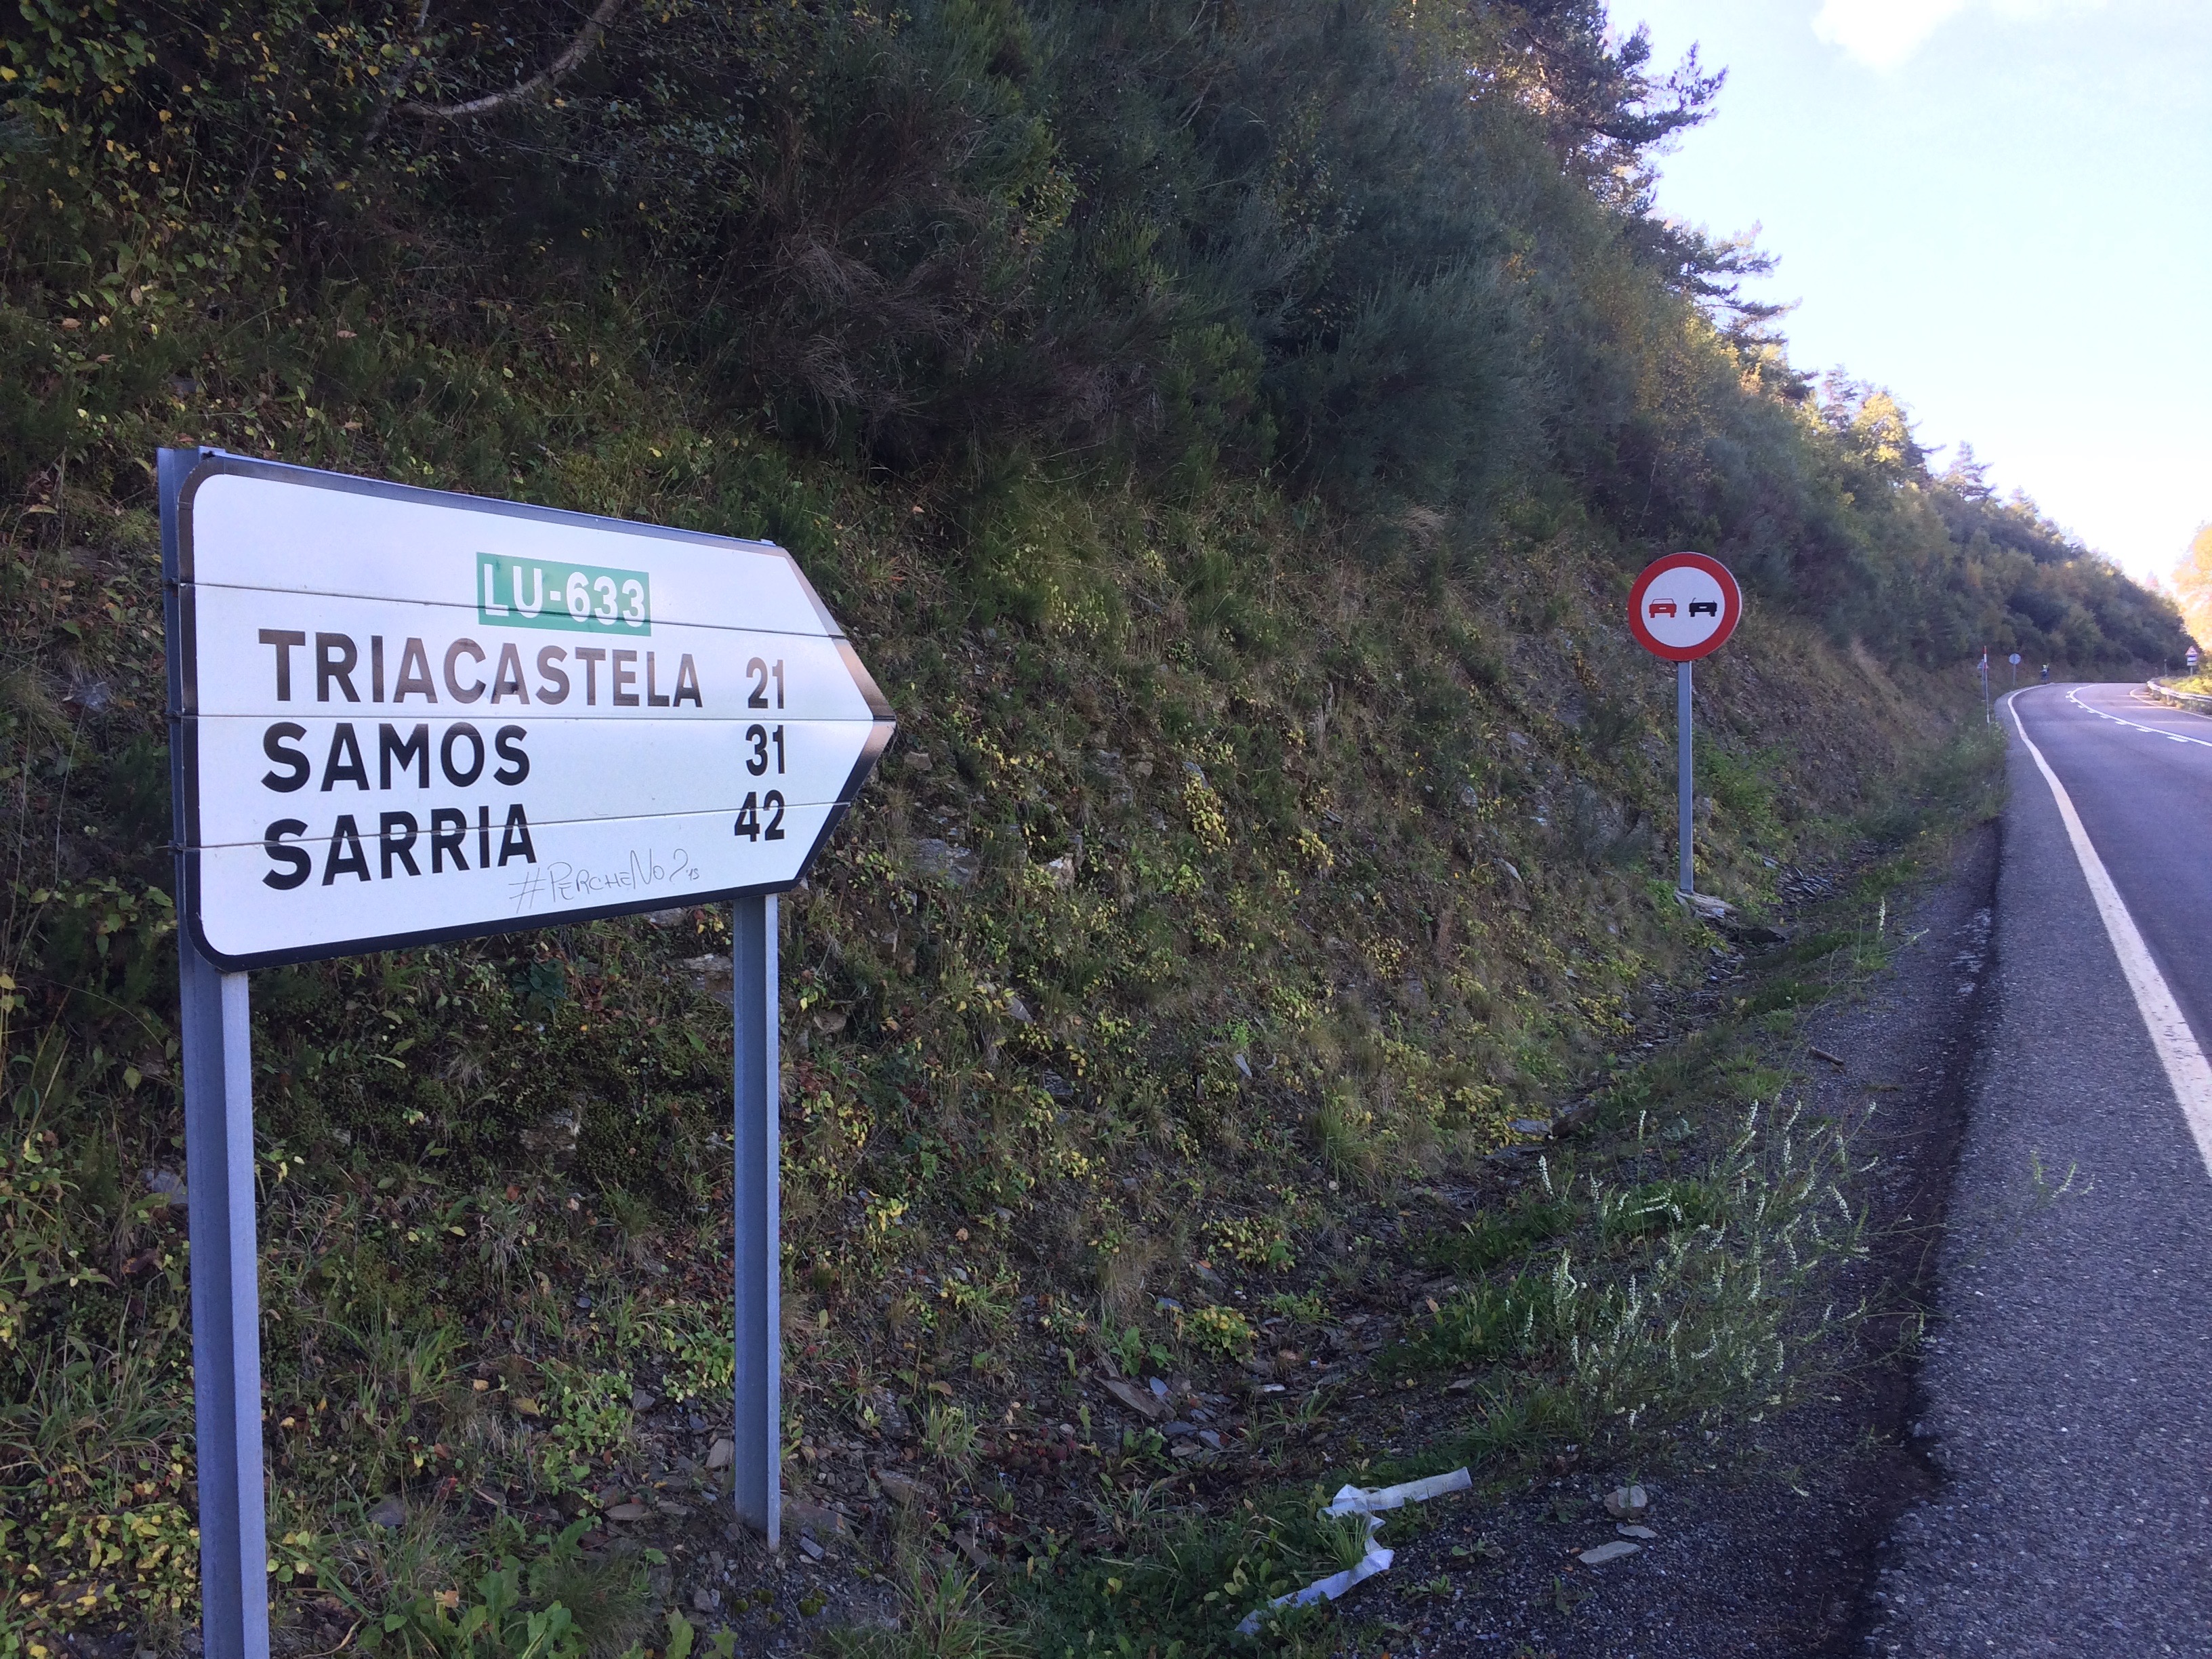 LU-633
TRIACASTELA 21
SAMOS 31
SARRIA 42
#PERCHENO?